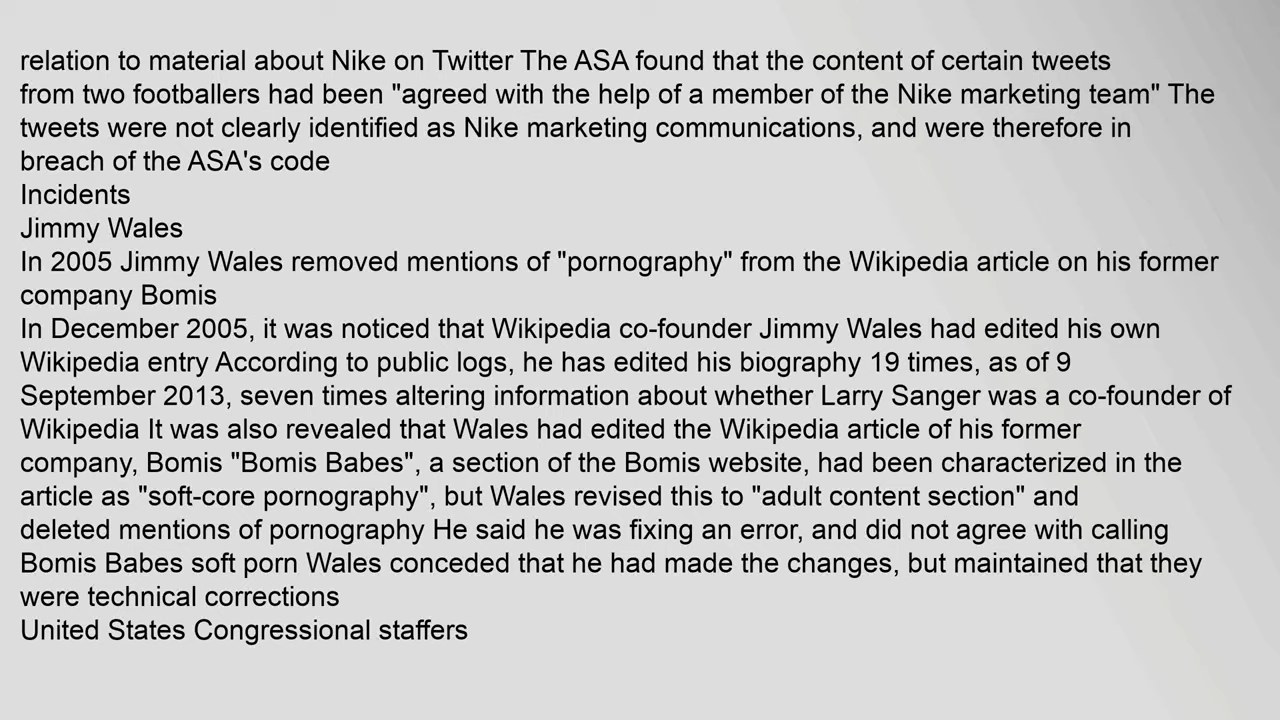 relation to material about Nike on Twitter The ASA found that the content of certain tweets
from two footballers had been "agreed with the help of a member of the Nike marketing team" The
tweets were not clearly identified as Nike marketing communications, and were therefore in
breach of the ASA's code
Incidents
Jimmy Wales
In 2005 Jimmy Wales removed mentions of "pornography" from the Wikipedia article on his former
company Bomis
In December 2005, it was noticed that Wikipedia co-founder Jimmy Wales had edited his own
Wikipedia entry According to public logs, he has edited his biography 19 times, as of 9
September 2013, seven times altering information about whether Larry Sanger was a co-founder of
Wikipedia It was also revealed that Wales had edited the Wikipedia article of his former
company, Bomis "Bomis Babes", a section of the Bomis website, had been characterized in the
article as "soft-core pornography", but Wales revised this to "adult content section" and
deleted mentions of pornography He said he was fixing an error, and did not agree with calling
Bomis Babes soft porn Wales conceded that he had made the changes, but maintained that they
were technical corrections
United States Congressional staffers